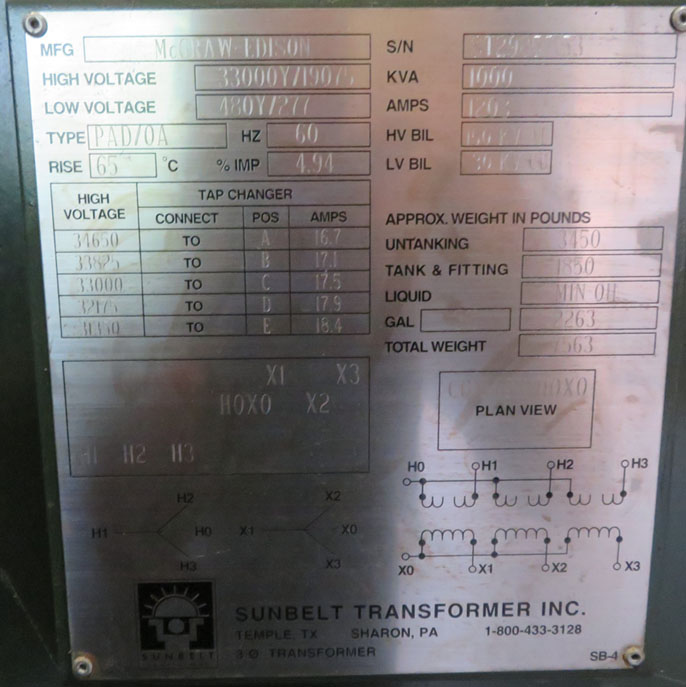 MFG McGRAW-EDISON
S/N
HIGH VOLTAGE 33000Y/19075
KVA 1000
LOW VOLTAGE 480Y/277
AMPS
TYPE PAD/OA HZ 60
HV BIL
RISE 65 °C % IMP 4.94
LV BIL
HIGH VOLTAGE TAP CHANGER
CONNECT POS AMPS
34650 TO A 16.7
33825 TO B 17.1
33000 TO C 17.5
32175 TO D 17.9
31350 TO E 18.4
APPROX. WEIGHT IN POUNDS
UNTANKING 3450
TANK & FITTING 1850
LIQUID MIN OIL
GAL 2263
TOTAL WEIGHT 7563
X1 X3
H0X0 X2
H1 H2 H3
H0X0
PLAN VIEW
H0 H1 H2 H3
X0 X1 X2 X3
H2
H1 H0
H3
X2
X1 X0
X3
SUNBELT
SUNBELT TRANSFORMER INC.
TEMPLE, TX SHARON, PA 1-800-433-3128
3 Ø TRANSFORMER
SB-4